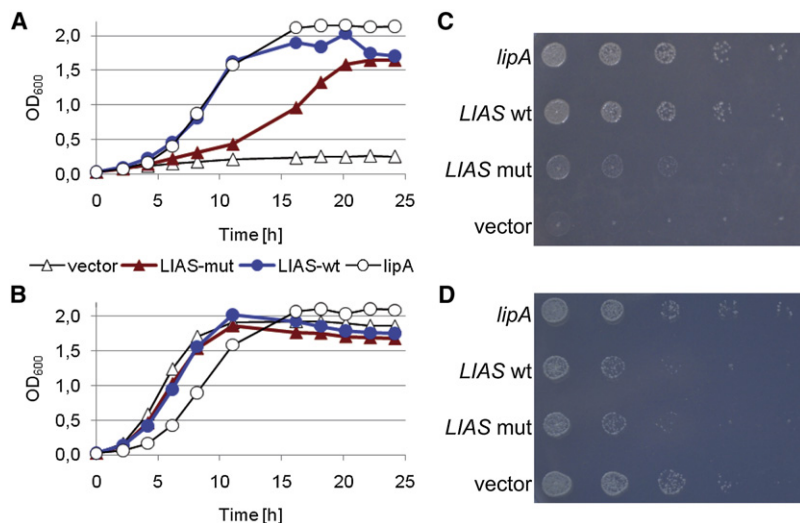 A
OD600
2,0
1,5
1,0
0,5
0,0
0 5 10 15 20 25
Time [h]
vector LIAS-mut LIAS-wt lipA
B
OD600
2,0
1,5
1,0
0,5
0,0
0 5 10 15 20 25
Time [h]
C
lipA
LIAS wt
LIAS mut
vector
D
lipA
LIAS wt
LIAS mut
vector